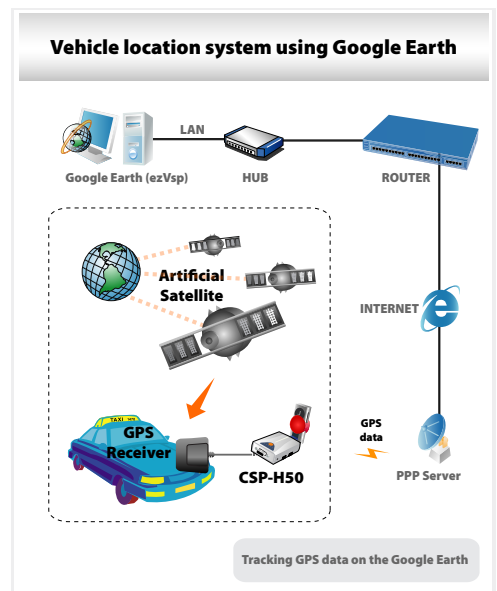 Vehicle location system using Google Earth
LAN
Google Earth (ezVsp)
HUB
ROUTER
Artificial
Satellite
INTERNET
TAXI
GPS
Receiver
CSP-H50
GPS
data
PPP Server
Tracking GPS data on the Google Earth